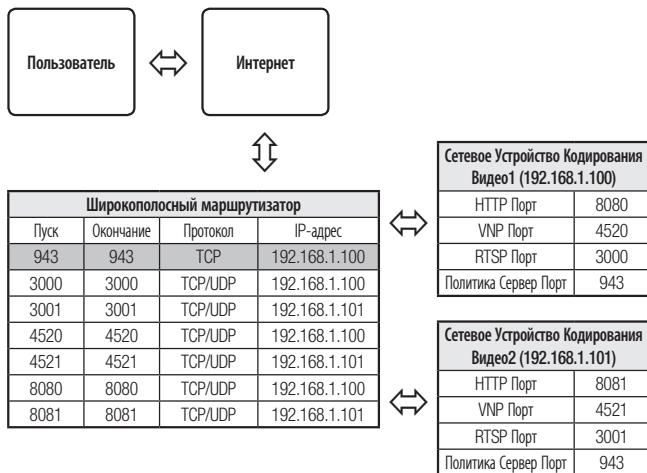 Пользователь
Интернет
Широкополосный маршрутизатор
Пуск Окончание Протокол IP-адрес
943 943 TCP 192.168.1.100
3000 3000 TCP/UDP 192.168.1.100
3001 3001 TCP/UDP 192.168.1.101
4520 4520 TCP/UDP 192.168.1.100
4521 4521 TCP/UDP 192.168.1.101
8080 8080 TCP/UDP 192.168.1.100
8081 8081 TCP/UDP 192.168.1.101
Сетевое Устройство Кодирования
Видео1 (192.168.1.100)
HTTP Порт 8080
VNP Порт 4520
RTSP Порт 3000
Политика Сервер Порт 943
Сетевое Устройство Кодирования
Видео2 (192.168.1.101)
HTTP Порт 8081
VNP Порт 4521
RTSP Порт 3001
Политика Сервер Порт 943